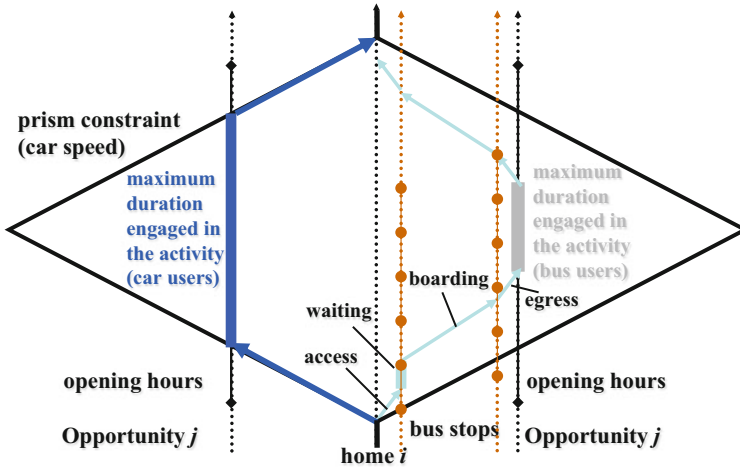 prism constraint
(car speed)
maximum
duration
engaged in
the activity
(car users)
maximum
duration
engaged in
the activity
(bus users)
boarding
egress
waiting
access
opening hours
opening hours
Opportunity j
bus stops
Opportunity j
home i